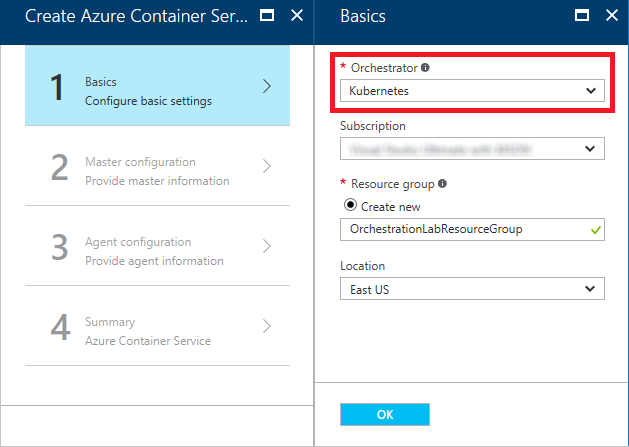 Create Azure Container Ser...
1
Basics
Configure basic settings
2
Master configuration
Provide master information
3
Agent configuration
Provide agent information
4
Summary
Azure Container Service
Basics
* Orchestrator
Kubernetes
Subscription
* Resource group
Create new
OrchestrationLabResourceGroup
Location
East US
OK